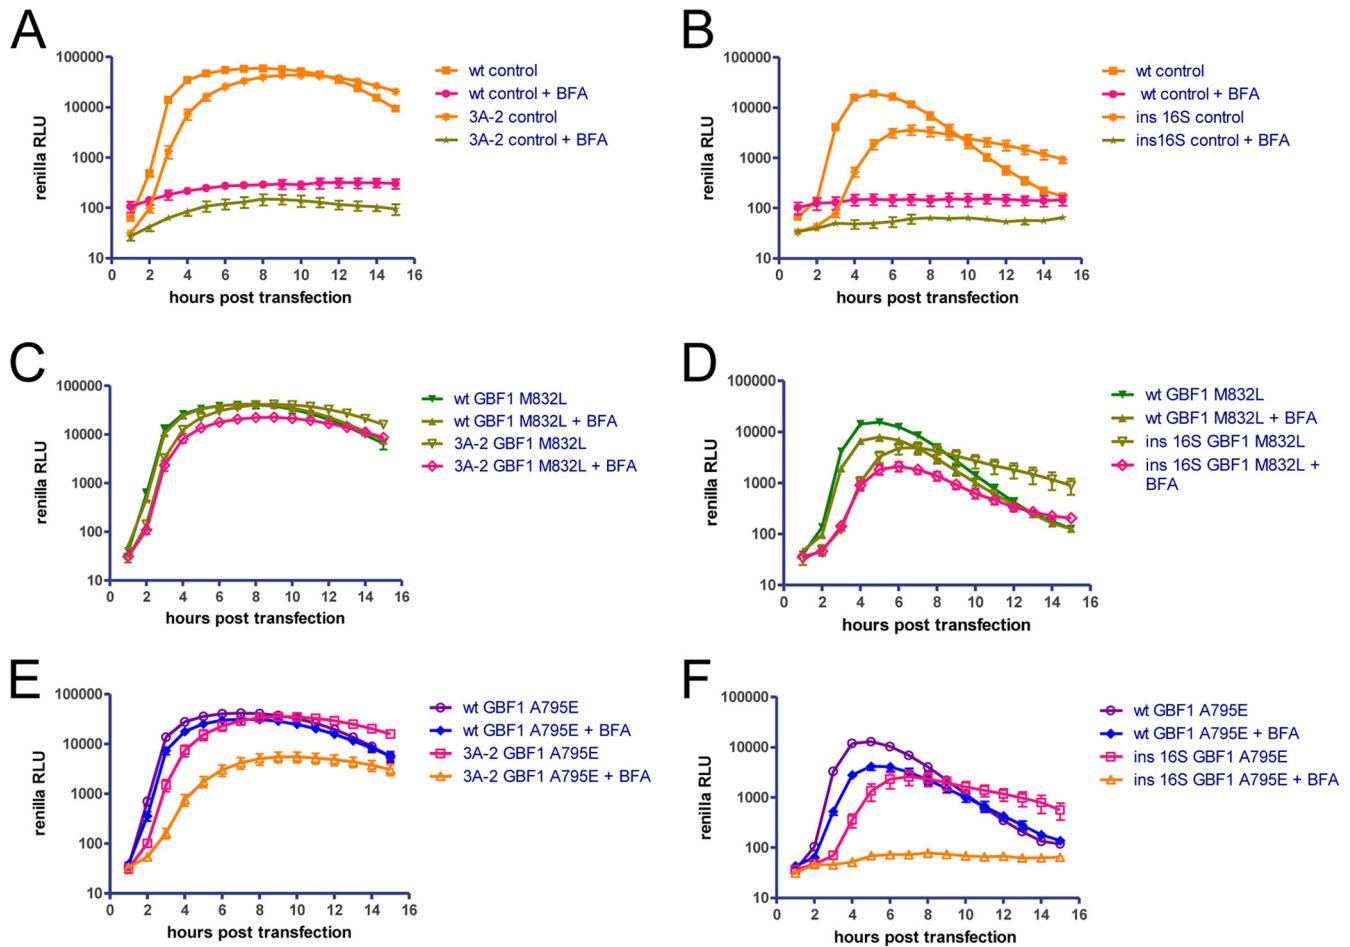 A
renilla RLU
100000
10000
1000
100
10
0 2 4 6 8 10 12 14 16
hours post transfection
wt control
wt control + BFA
3A-2 control
3A-2 control + BFA
B
renilla RLU
100000
10000
1000
100
10
0 2 4 6 8 10 12 14 16
hours post transfection
wt control
wt control + BFA
ins 16S control
ins16S control + BFA
C
renilla RLU
100000
10000
1000
100
10
0 2 4 6 8 10 12 14 16
hours post transfection
wt GBF1 M832L
wt GBF1 M832L + BFA
3A-2 GBF1 M832L
3A-2 GBF1 M832L + BFA
D
renilla RLU
100000
10000
1000
100
10
0 2 4 6 8 10 12 14 16
hours post transfection
wt GBF1 M832L
wt GBF1 M832L + BFA
ins 16S GBF1 M832L
ins 16S GBF1 M832L +
BFA
E
renilla RLU
100000
10000
1000
100
10
0 2 4 6 8 10 12 14 16
hours post transfection
wt GBF1 A795E
wt GBF1 A795E + BFA
3A-2 GBF1 A795E
3A-2 GBF1 A795E + BFA
F
renilla RLU
100000
10000
1000
100
10
0 2 4 6 8 10 12 14 16
hours post transfection
wt GBF1 A795E
wt GBF1 A795E + BFA
ins 16S GBF1 A795E
ins 16S GBF1 A795E + BFA